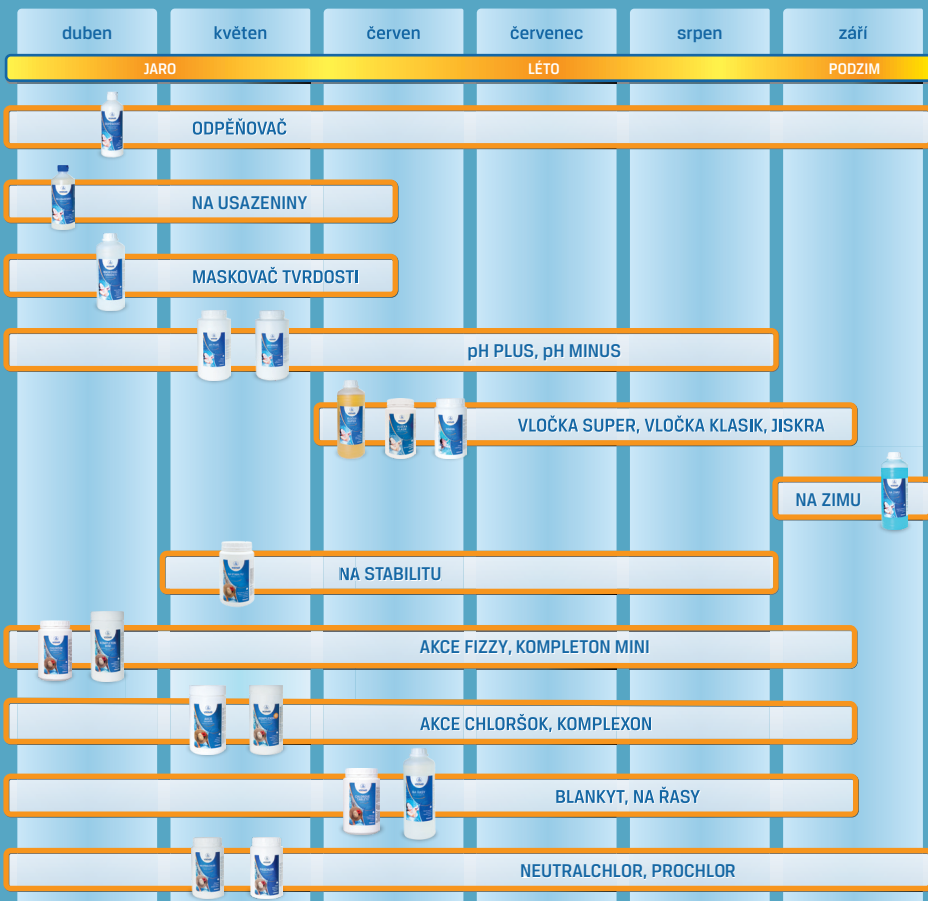 duben květen červen červenec srpen září
JARO LÉTO PODZIM
ODPĚŇOVAČ
NA USAZENINY
MASKOVAČ TVRDOSTI
pH PLUS, pH MINUS
VLOČKA SUPER, VLOČKA KLASIK, JISKRA
NA ZIMU
NA STABILITU
AKCE FIZZY, KOMPLETON MINI
AKCE CHLORŠOK, KOMPLEXON
BLANKYT, NA ŘASY
NEUTRALCHLOR, PROCHLOR